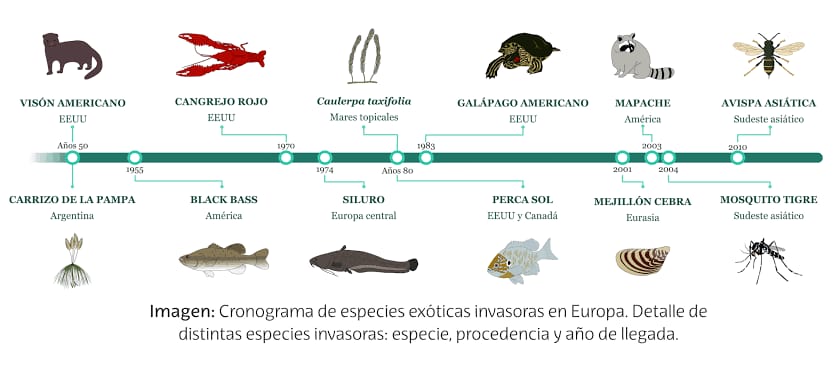 VISÓN AMERICANO
EEUU
CANGREJO ROJO
EEUU
Caulerpa taxifolia
Mares topicales
GALÁPAGO AMERICANO
EEUU
MAPACHE
América
AVISPA ASIÁTICA
Sudeste asiático
Años 50
1955
1970
1974
Años 80
1983
2001
2003
2004
2010
CARRIZO DE LA PAMPA
Argentina
BLACK BASS
América
SILURO
Europa central
PERCA SOL
EEUU y Canadá
MEJILLÓN CEBRA
Eurasia
MOSQUITO TIGRE
Sudeste asiático
Imagen: Cronograma de especies exóticas invasoras en Europa. Detalle de
distintas especies invasoras: especie, procedencia y año de llegada.